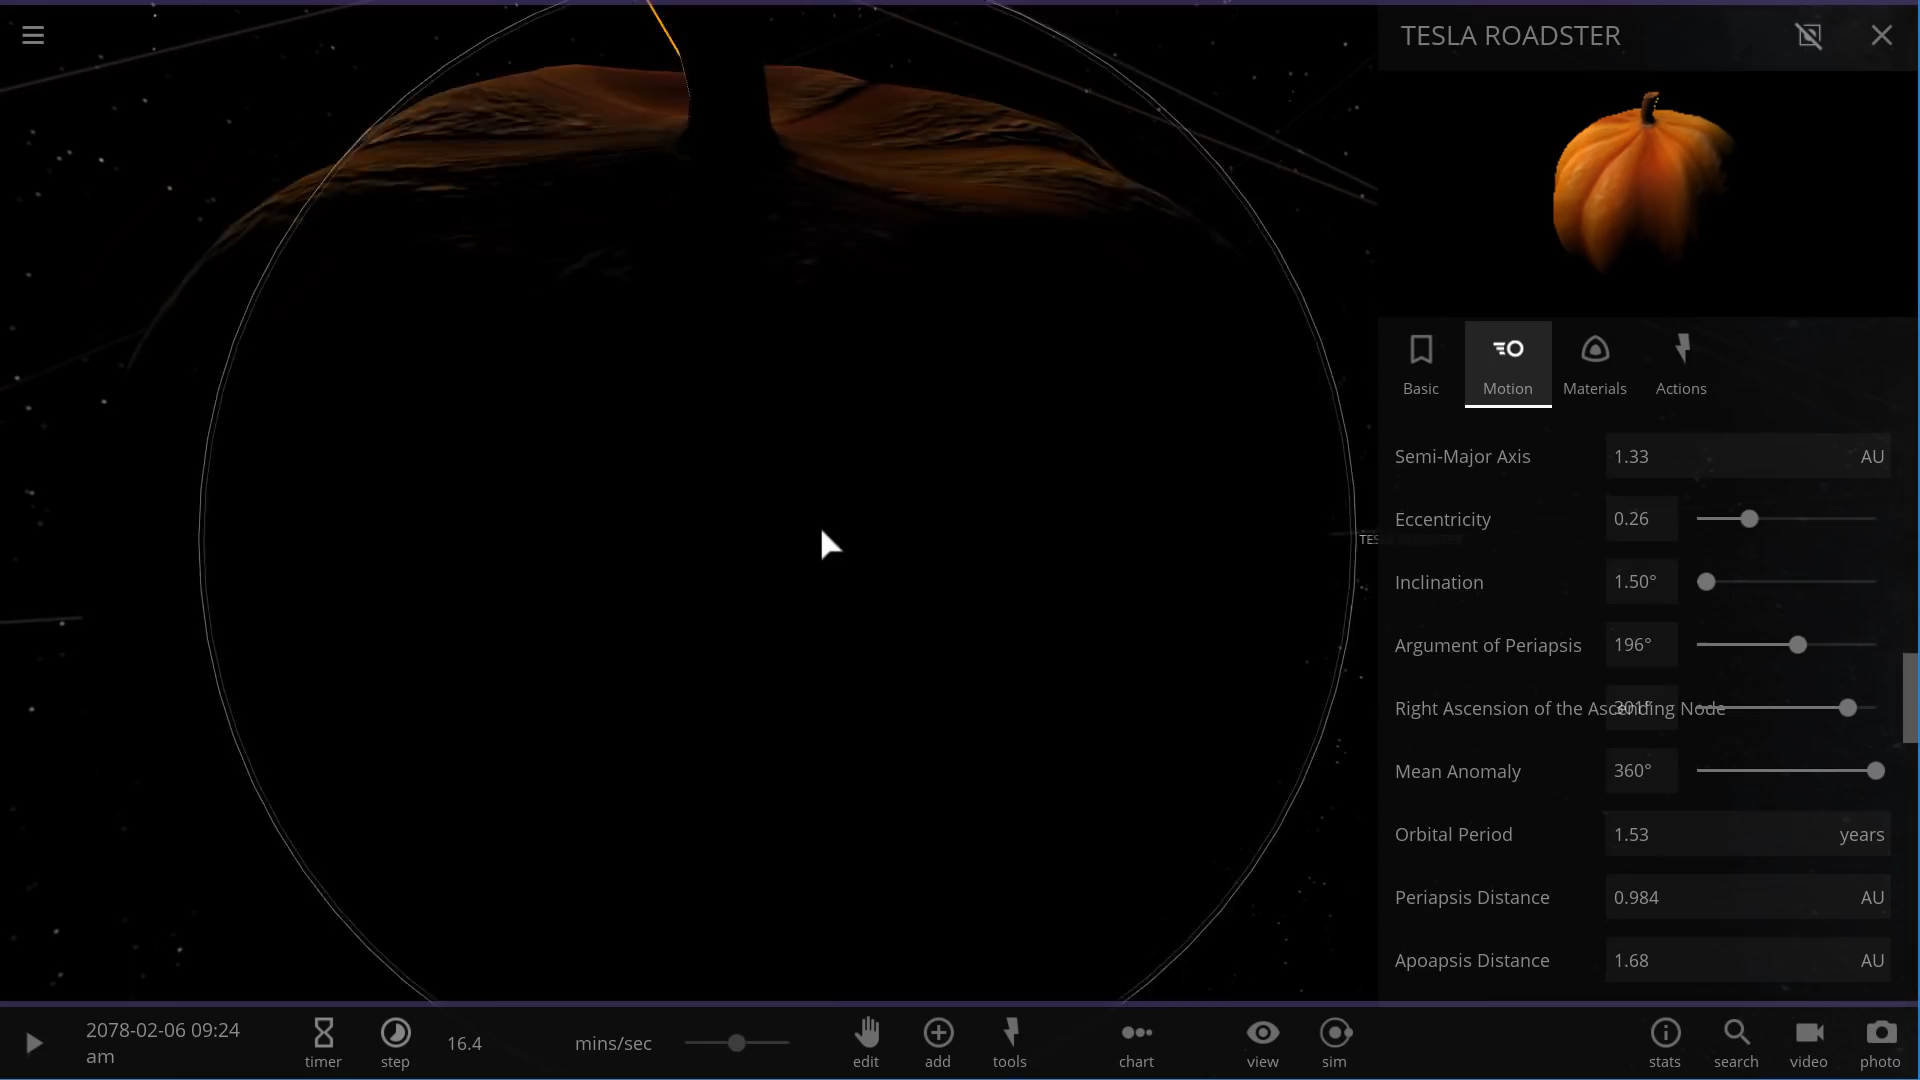 TESLA ROADSTER
Basic
Motion
Materials
Actions
Semi-Major Axis 1.33 AU
Eccentricity 0.26
Inclination 1.50°
Argument of Periapsis 196°
Right Ascension of the Ascending Node 301°
Mean Anomaly 360°
Orbital Period 1.53 years
Periapsis Distance 0.984 AU
Apoapsis Distance 1.68 AU
TES
2078-02-06 09:24
am
timer
step
16.4 mins/sec
edit
add
tools
chart
view
sim
stats
search
video
photo